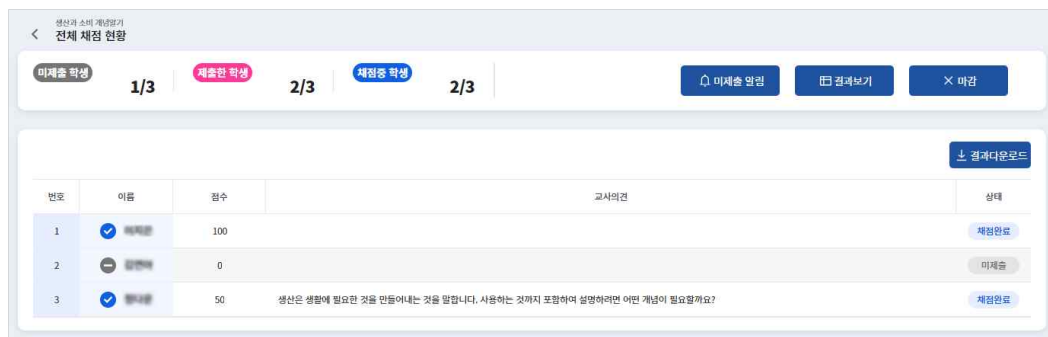 생산과 소비 개념알기
전체 채점 현황
미제출 학생 1/3 제출한 학생 2/3 채점중 학생 2/3 미제출 알림 결과보기 마감
결과다운로드
번호 이름 점수 교사의견 상태
1 100 채점완료
2 0 미제출
3 50 생산은 생활에 필요한 것을 만들어내는 것을 말합니다. 사용하는 것까지 포함하여 설명하려면 어떤 개념이 필요할까요? 채점완료